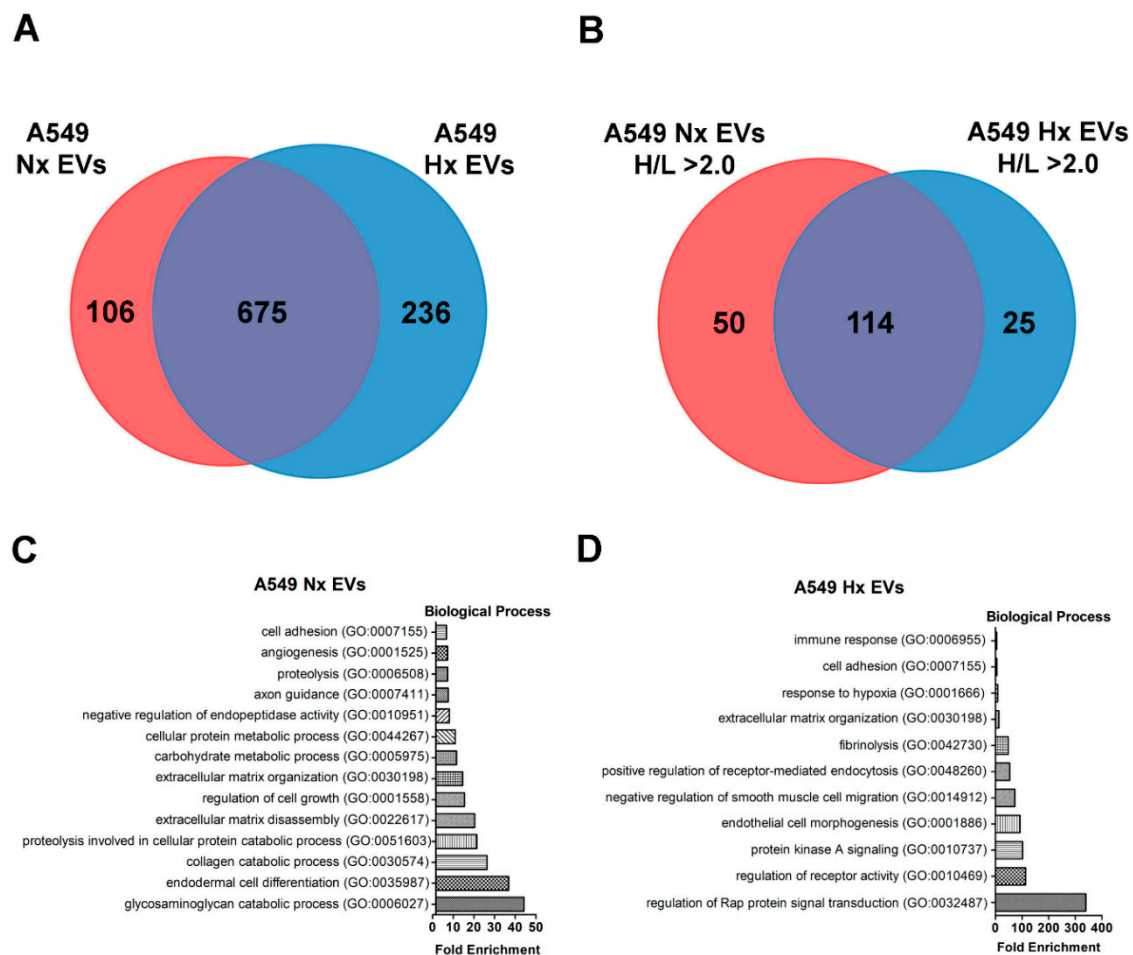 A
B
A549
Nx EVs
A549
Hx EVs
A549 Nx EVs
H/L >2.0
A549 Hx EVs
H/L >2.0
106
675
236
50
114
25
C
D
A549 Nx EVs
Biological Process
cell adhesion (GO:0007155)
angiogenesis (GO:0001525)
proteolysis (GO:0006508)
axon guidance (GO:0007411)
negative regulation of endopeptidase activity (GO:0010951)
cellular protein metabolic process (GO:0044267)
carbohydrate metabolic process (GO:0005975)
extracellular matrix organization (GO:0030198)
regulation of cell growth (GO:0001558)
extracellular matrix disassembly (GO:0022617)
proteolysis involved in cellular protein catabolic process (GO:0051603)
collagen catabolic process (GO:0030574)
endodermal cell differentiation (GO:0035987)
glycosaminoglycan catabolic process (GO:0006027)
0 10 20 30 40 50
Fold Enrichment
A549 Hx EVs
Biological Process
immune response (GO:0006955)
cell adhesion (GO:0007155)
response to hypoxia (GO:0001666)
extracellular matrix organization (GO:0030198)
fibrinolysis (GO:0042730)
positive regulation of receptor-mediated endocytosis (GO:0048260)
negative regulation of smooth muscle cell migration (GO:0014912)
endothelial cell morphogenesis (GO:0001886)
protein kinase A signaling (GO:0010737)
regulation of receptor activity (GO:0010469)
regulation of Rap protein signal transduction (GO:0032487)
0 100 200 300 400
Fold Enrichment